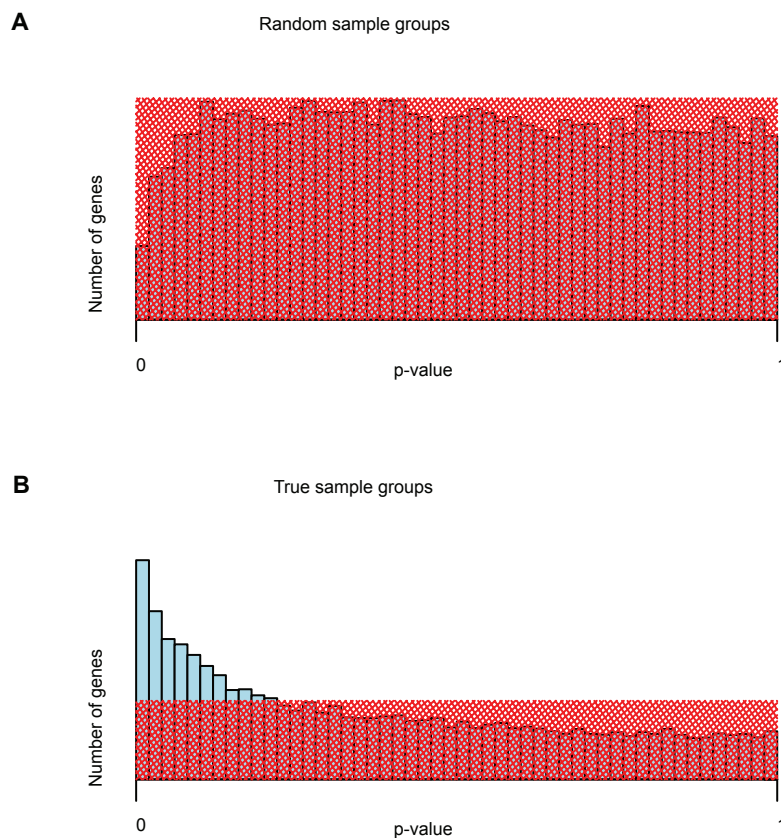 A
Random sample groups
Number of genes
0
p-value
B
True sample groups
Number of genes
0
p-value